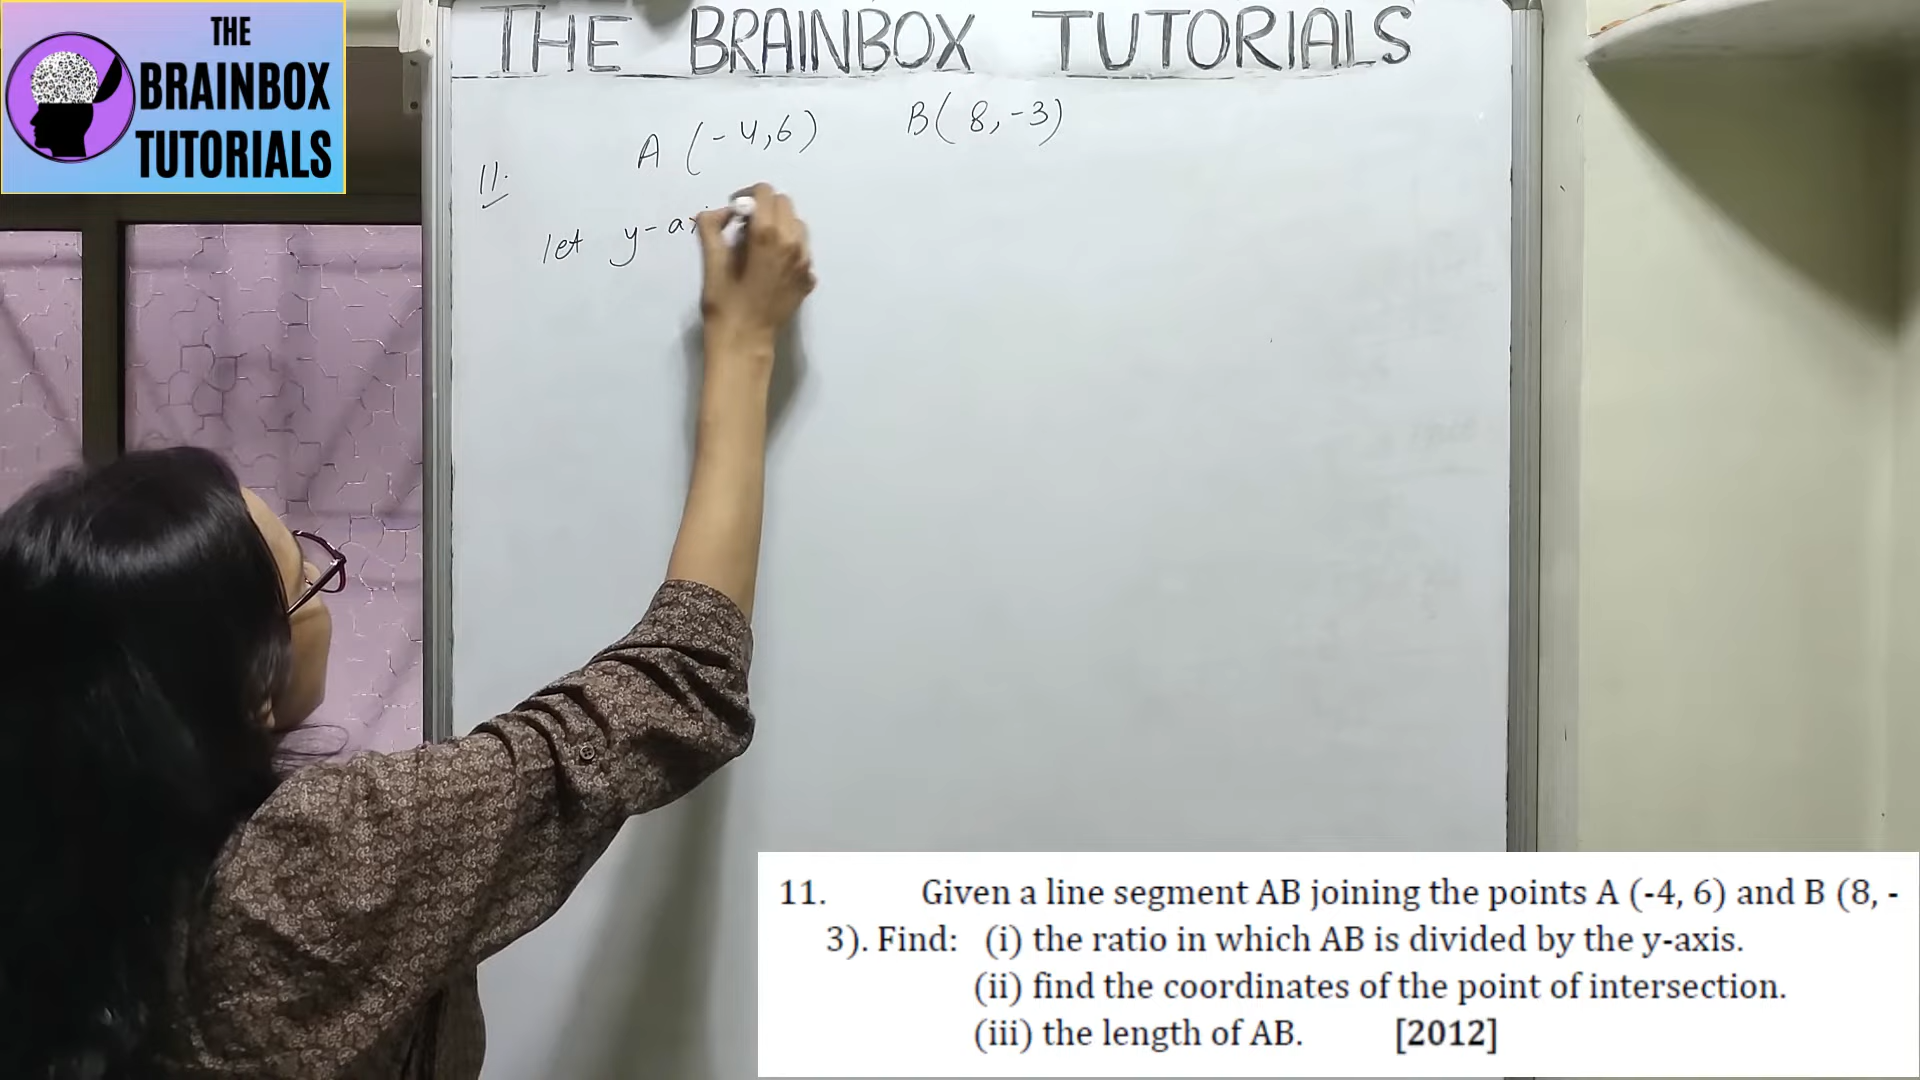 THE
BRAINBOX
TUTORIALS
THE BRAINBOX TUTORIALS
A (-4,6) B(8,-3)
11.
let y-axi
11. Given a line segment AB joining the points A (-4, 6) and B (8, -
3). Find: (i) the ratio in which AB is divided by the y-axis.
(ii) find the coordinates of the point of intersection.
(iii) the length of AB. [2012]